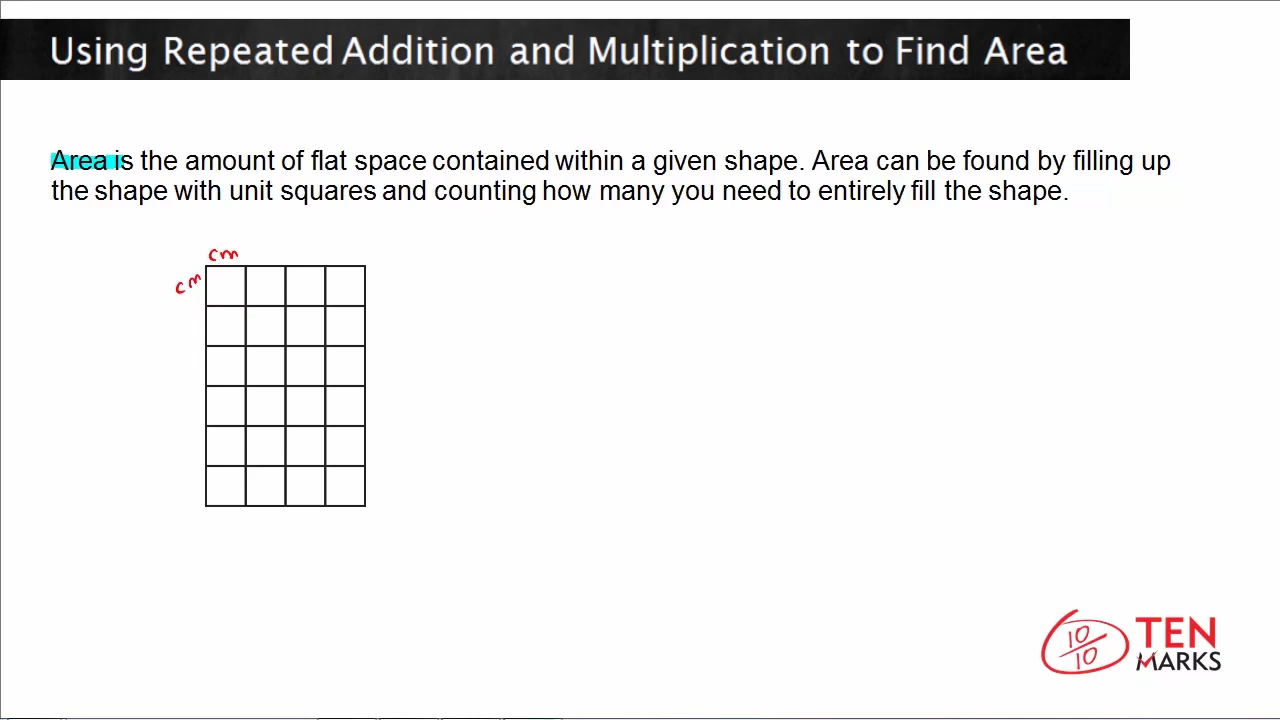 Using Repeated Addition and Multiplication to Find Area
Area is the amount of flat space contained within a given shape. Area can be found by filling up
the shape with unit squares and counting how many you need to entirely fill the shape.
cm
cm
10
10
TEN
MARKS